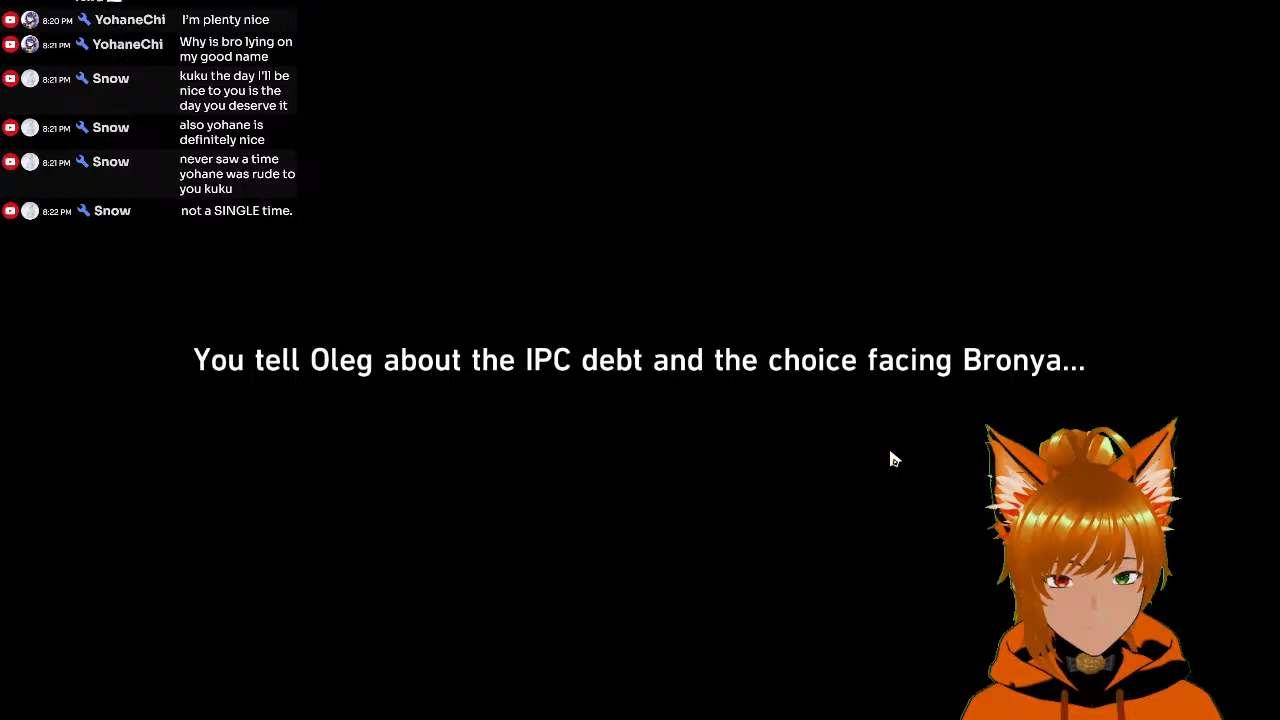 8:20 PM YohaneChi I'm plenty nice
8:21 PM YohaneChi Why is bro lying on
my good name
8:21 PM Snow kuku the day I'll be
nice to you is the
day you deserve it
8:21 PM Snow also yohane is
definitely nice
8:21 PM Snow never saw a time
yohane was rude to
you kuku
8:22 PM Snow not a SINGLE time.
You tell Oleg about the IPC debt and the choice facing Bronya...